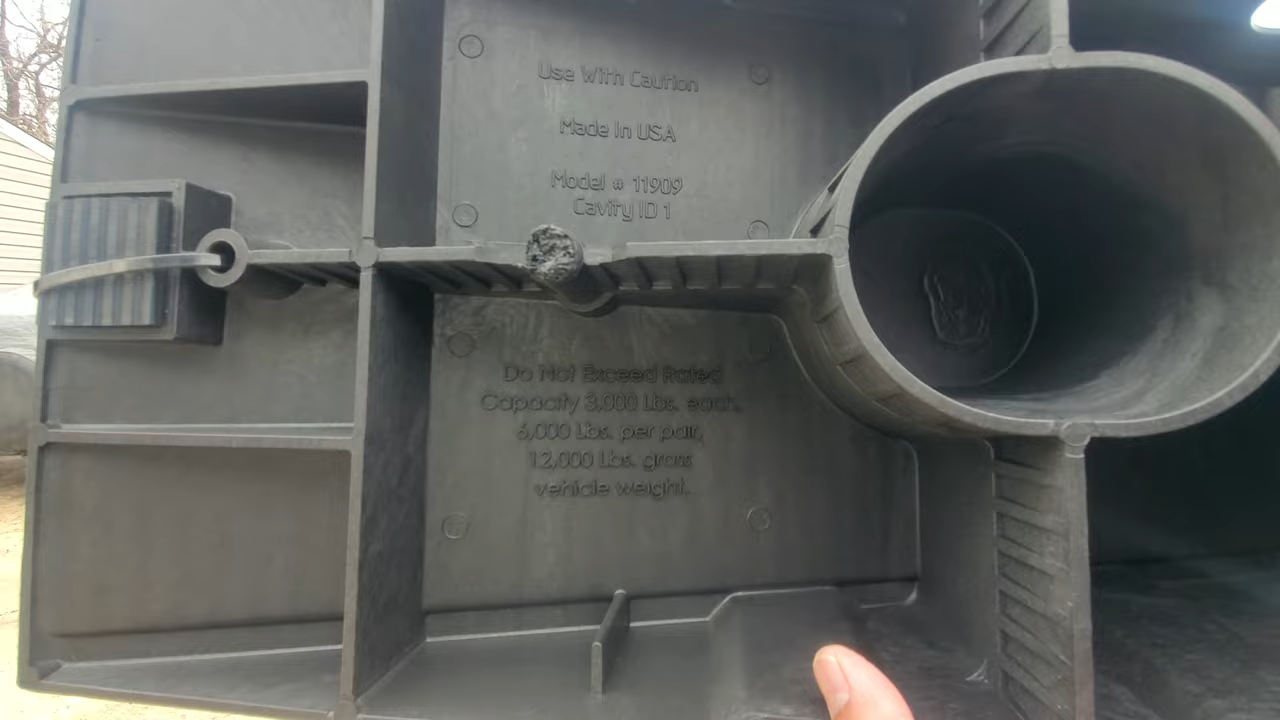 Use With Caution
Made In USA
Model # 11909
Cavity ID 1
Do Not Exceed Rated
Capacity 3,000 Lbs. each,
6,000 Lbs. per pair,
12,000 Lbs. gross
vehicle weight.